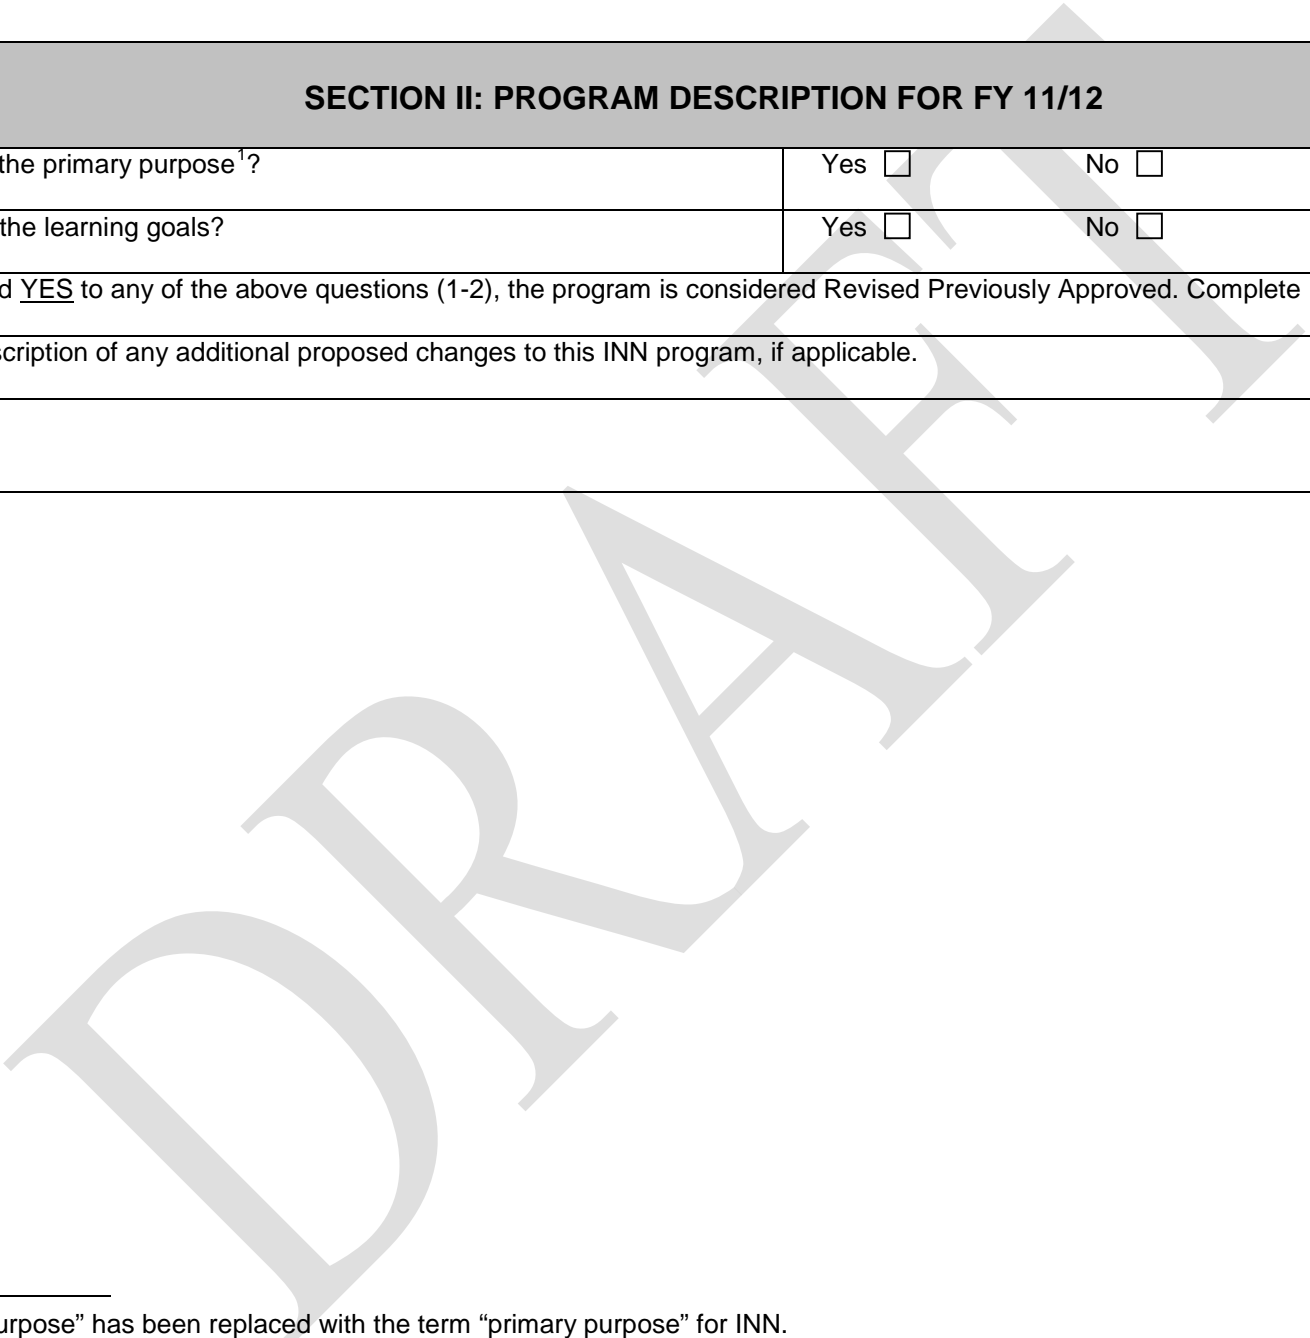 SECTION II: PROGRAM DESCRIPTION FOR FY 11/12
the primary purpose¹? Yes ☐ No ☐
the learning goals? Yes ☐ No ☐
d YES to any of the above questions (1-2), the program is considered Revised Previously Approved. Complete
scription of any additional proposed changes to this INN program, if applicable.
DRAFT
urpose” has been replaced with the term “primary purpose” for INN.